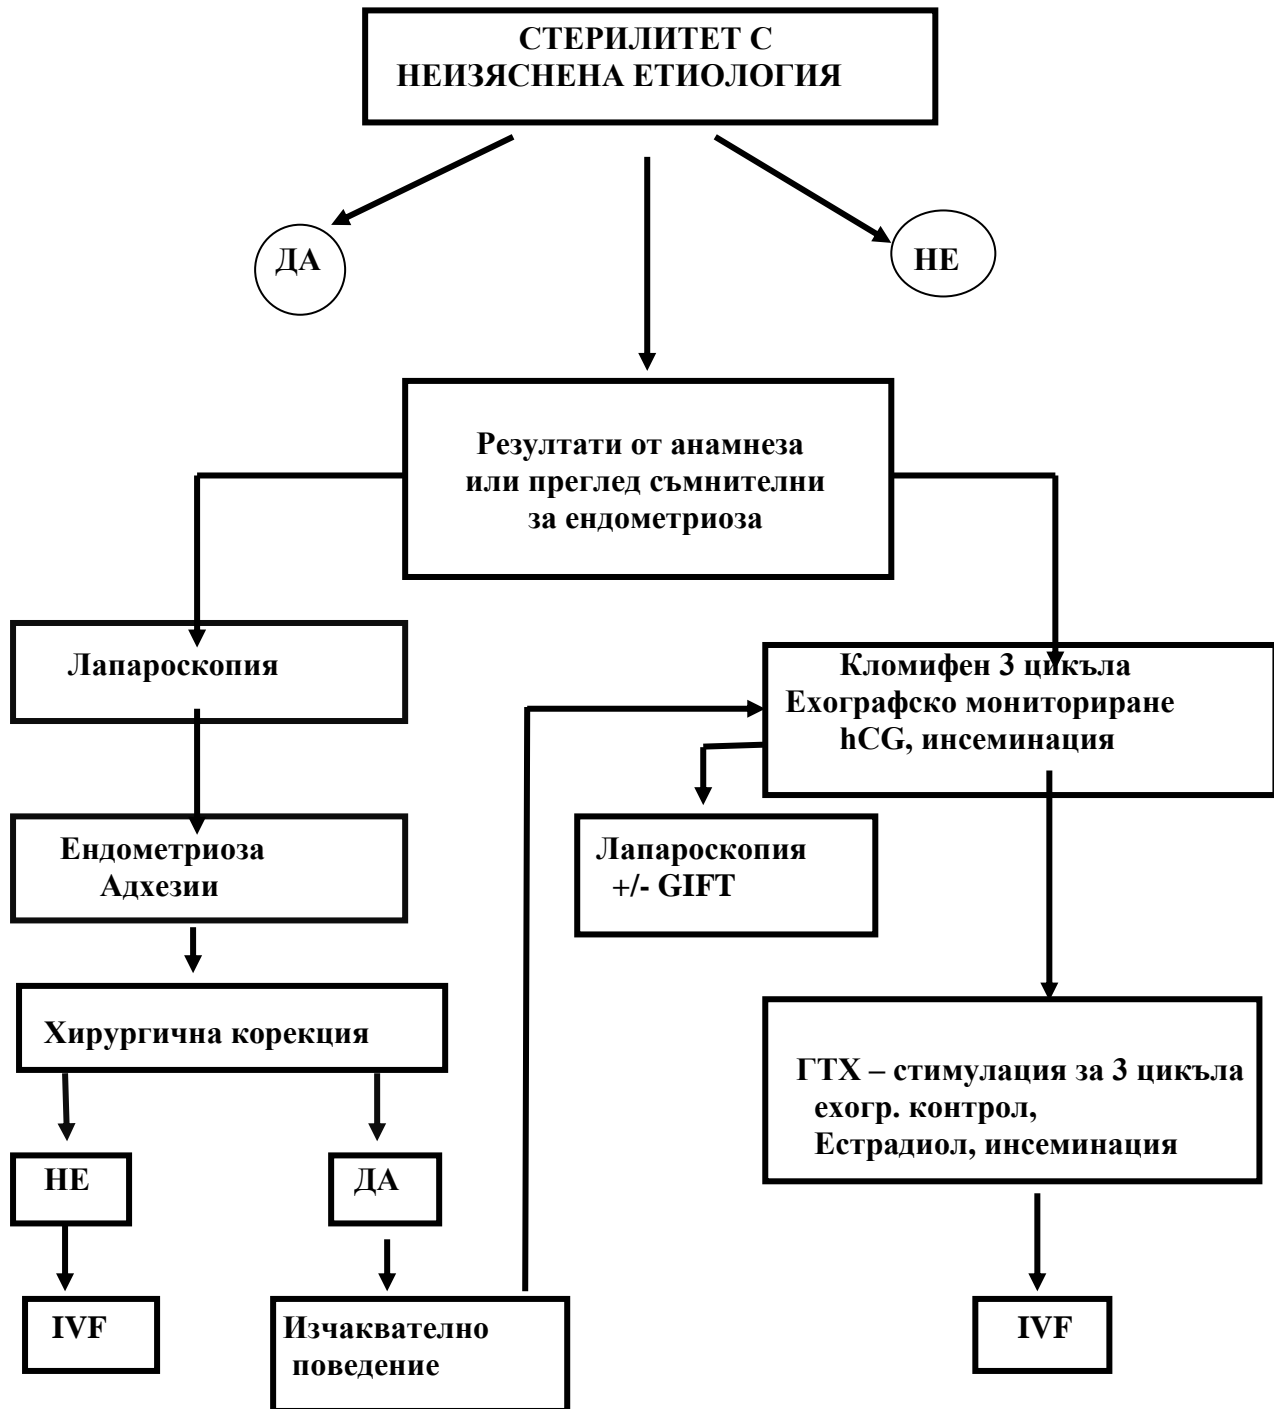 СТЕРИЛИТЕТ С
НЕИЗЯСНЕНА ЕТИОЛОГИЯ
ДА
НЕ
Резултати от анамнеза
или преглед съмнителни
за ендометриоза
Лапароскопия
Кломифен 3 цикъла
Ехографско мониториране
hCG, инсеминация
Ендометриоза
Адхезии
Лапароскопия
+/- GIFT
Хирургична корекция
ГТХ – стимулация за 3 цикъла
ехогр. контрол,
Естрадиол, инсеминация
НЕ
ДА
IVF
Изчаквателно
поведение
IVF